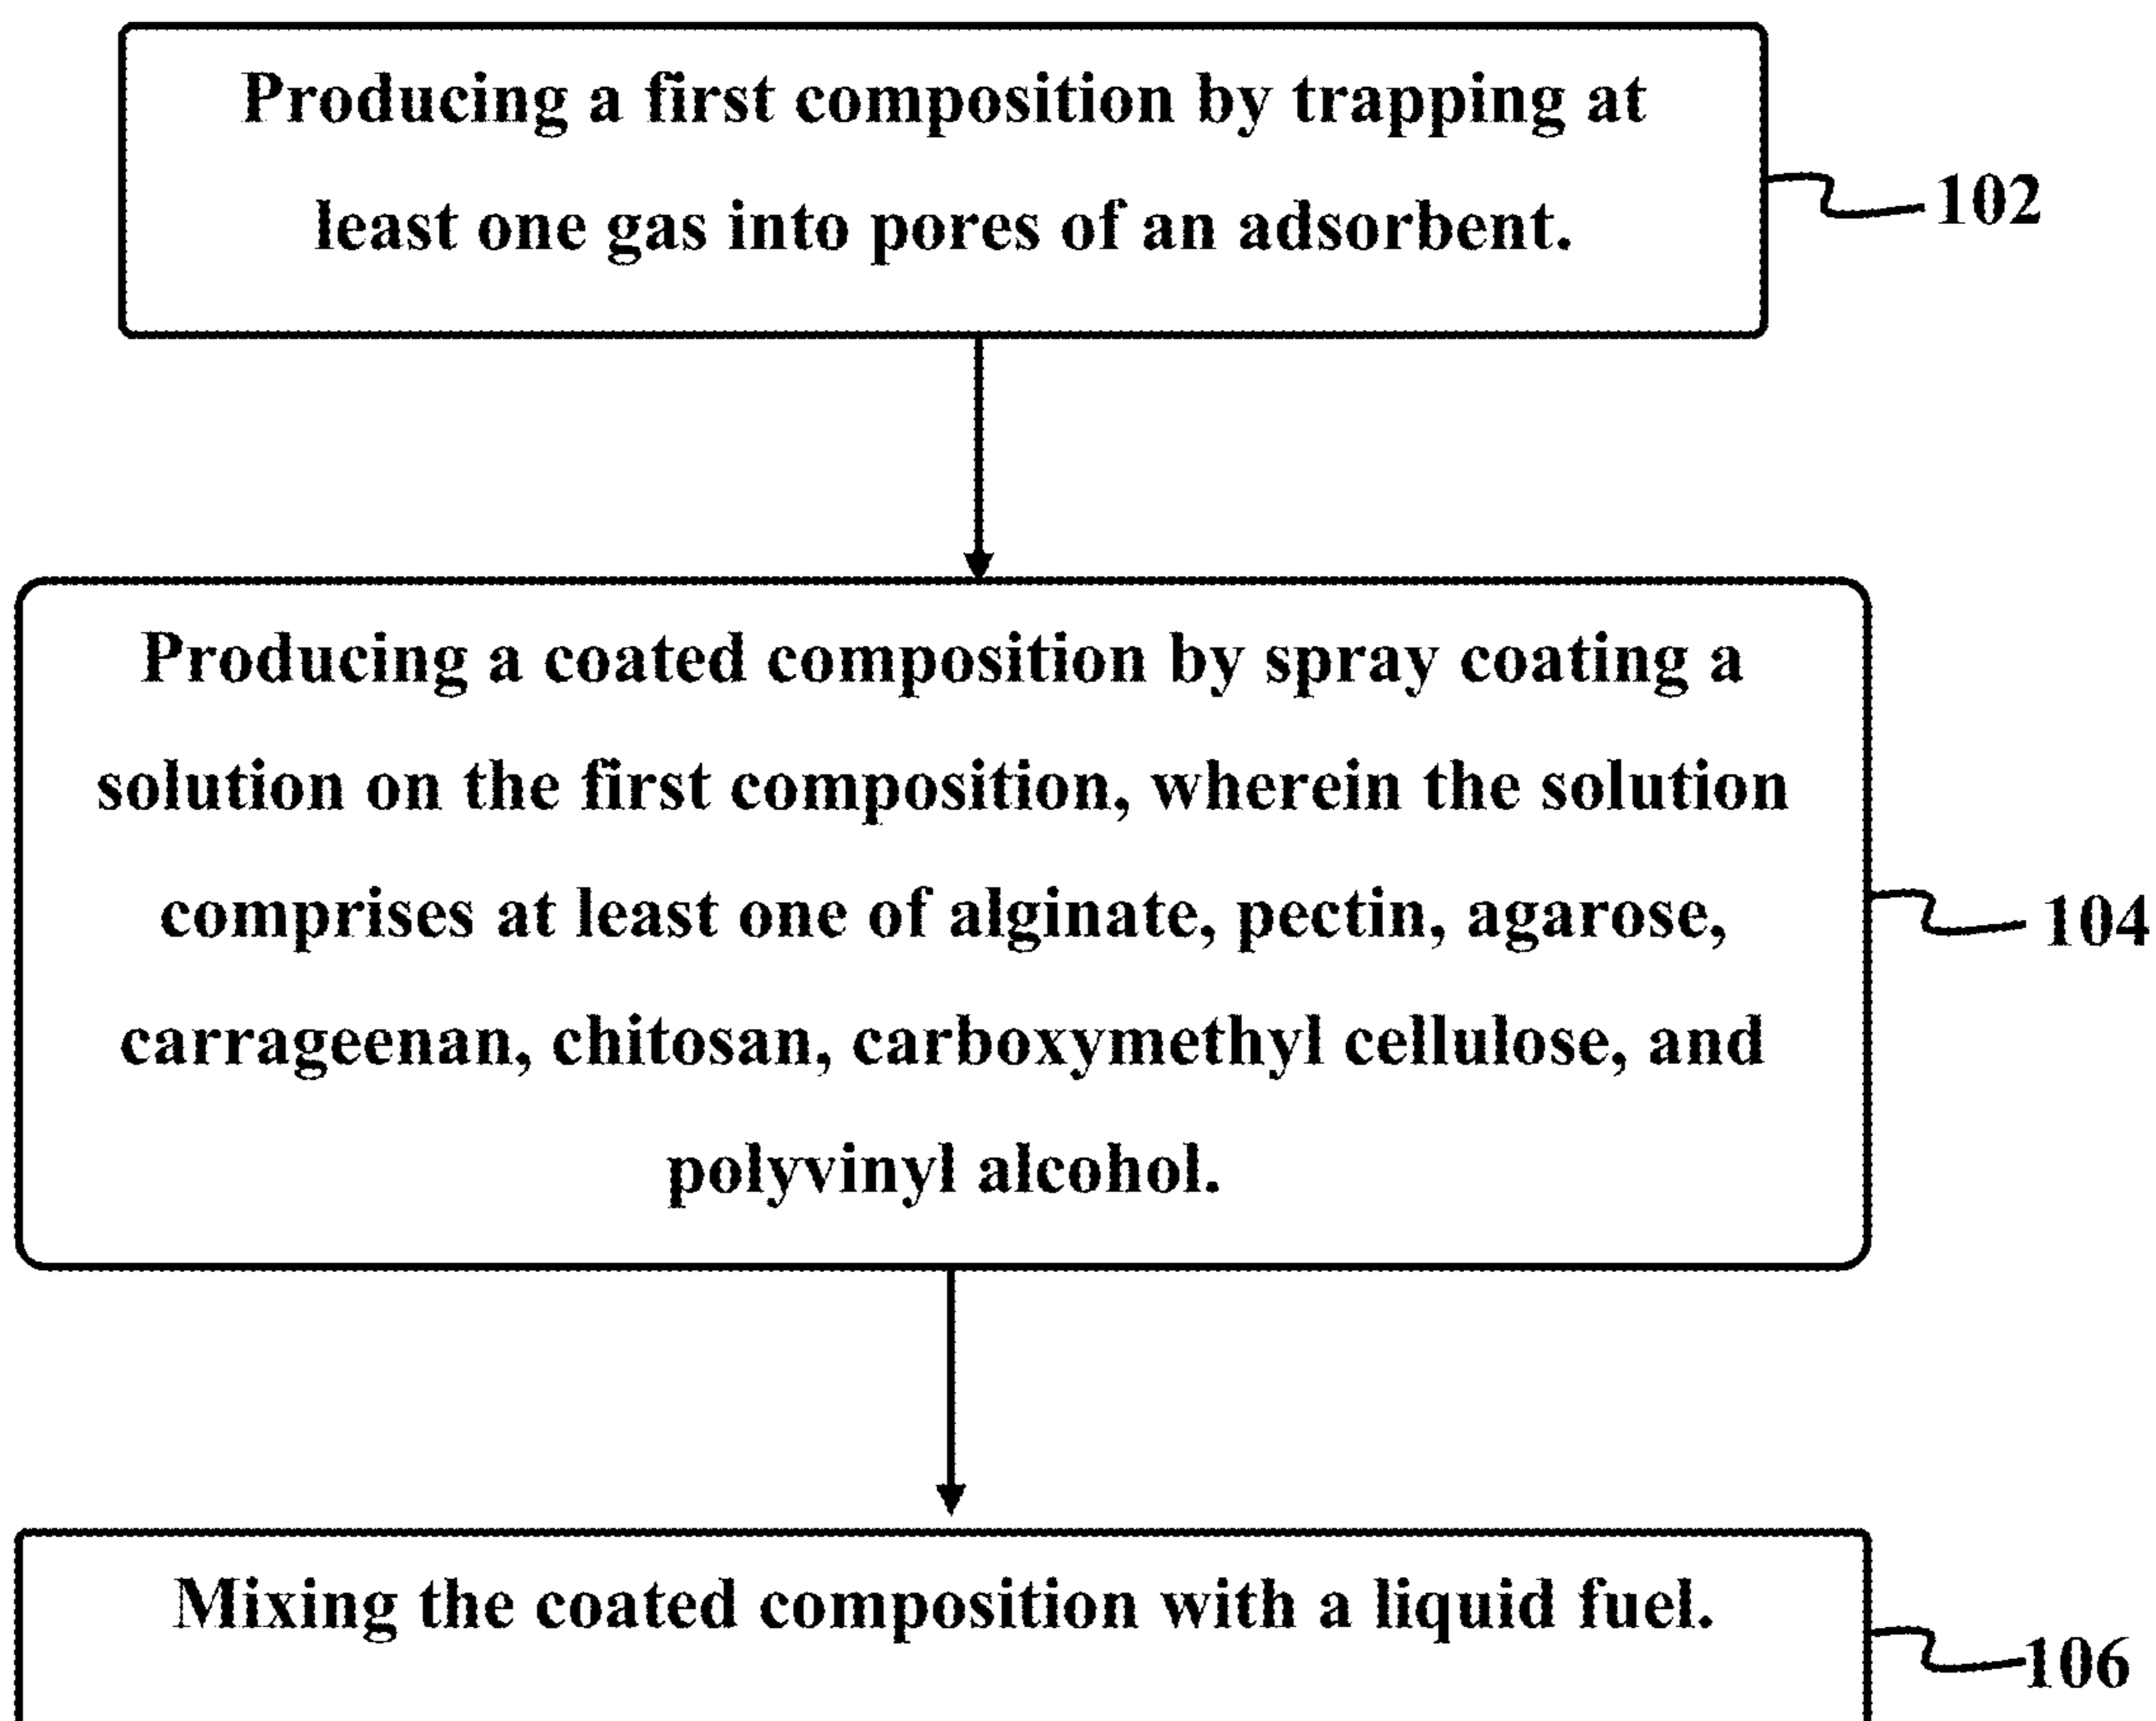 Producing a first composition by trapping at
least one gas into pores of an adsorbent.
102
Producing a coated composition by spray coating a
solution on the first composition, wherein the solution
comprises at least one of alginate, pectin, agarose,
carrageenan, chitosan, carboxymethyl cellulose, and
polyvinyl alcohol.
104
Mixing the coated composition with a liquid fuel.
106